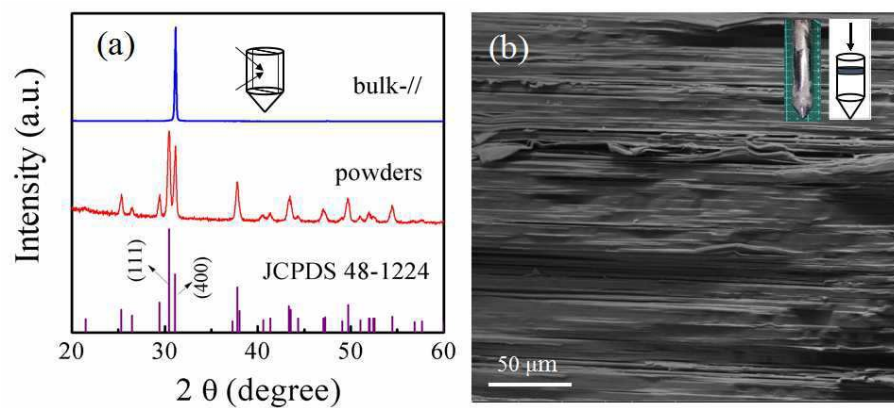 (a)
bulk-//
powders
(111)
(400)
JCPDS 48-1224
Intensity (a.u.)
20 30 40 50 60
2 θ (degree)
(b)
50 μm